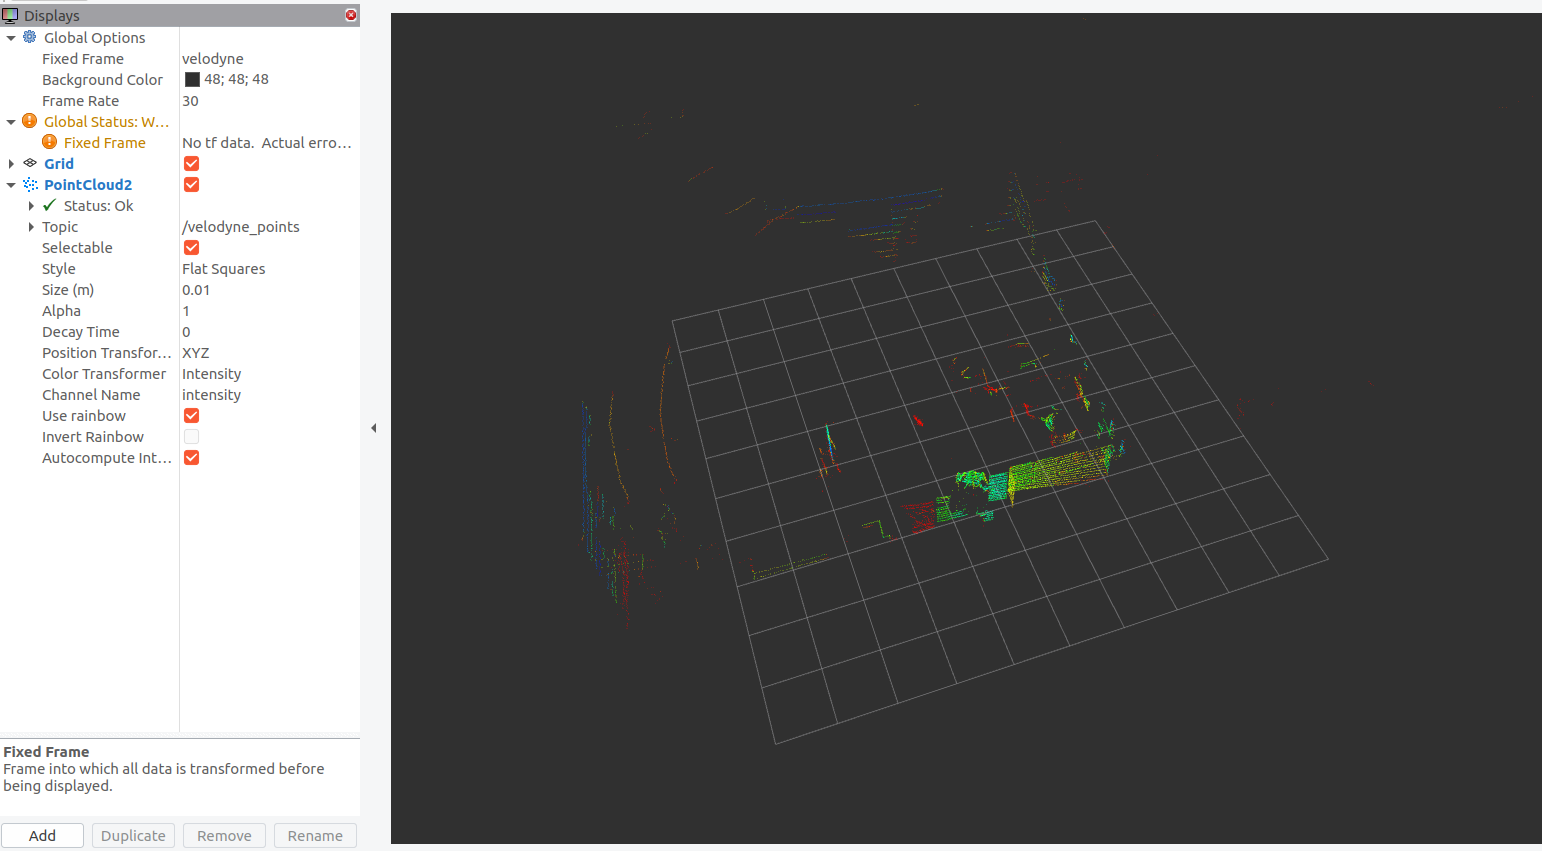 Displays
Global Options
Fixed Frame velodyne
Background Color 48; 48; 48
Frame Rate 30
Global Status: W...
Fixed Frame No tf data.  Actual erro...
Grid
PointCloud2
Status: Ok
Topic /velodyne_points
Selectable
Style Flat Squares
Size (m) 0.01
Alpha 1
Decay Time 0
Position Transfor... XYZ
Color Transformer Intensity
Channel Name intensity
Use rainbow
Invert Rainbow
Autocompute Int...
Fixed Frame
Frame into which all data is transformed before
being displayed.
Add Duplicate Remove Rename